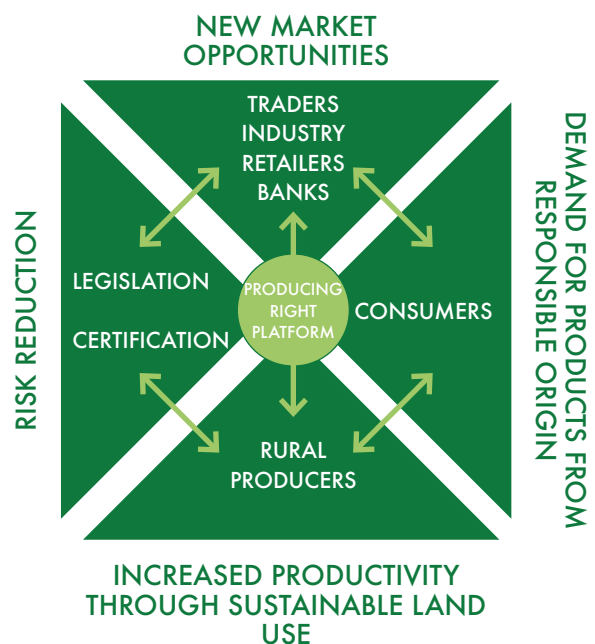 NEW MARKET
OPPORTUNITIES
TRADERS
INDUSTRY
RETAILERS
BANKS
RISK REDUCTION
LEGISLATION
CERTIFICATION
PRODUCING
RIGHT
PLATFORM
CONSUMERS
DEMAND FOR PRODUCTS FROM
RESPONSIBLE ORIGIN
RURAL
PRODUCERS
INCREASED PRODUCTIVITY
THROUGH SUSTAINABLE LAND
USE